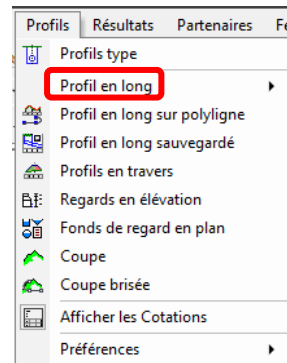 Profils Résultats Partenaires
Profils type
Profil en long
Profil en long sur polyligne
Profil en long sauvegardé
Profils en travers
Regards en élévation
Fonds de regard en plan
Coupe
Coupe brisée
Afficher les Cotations
Préférences